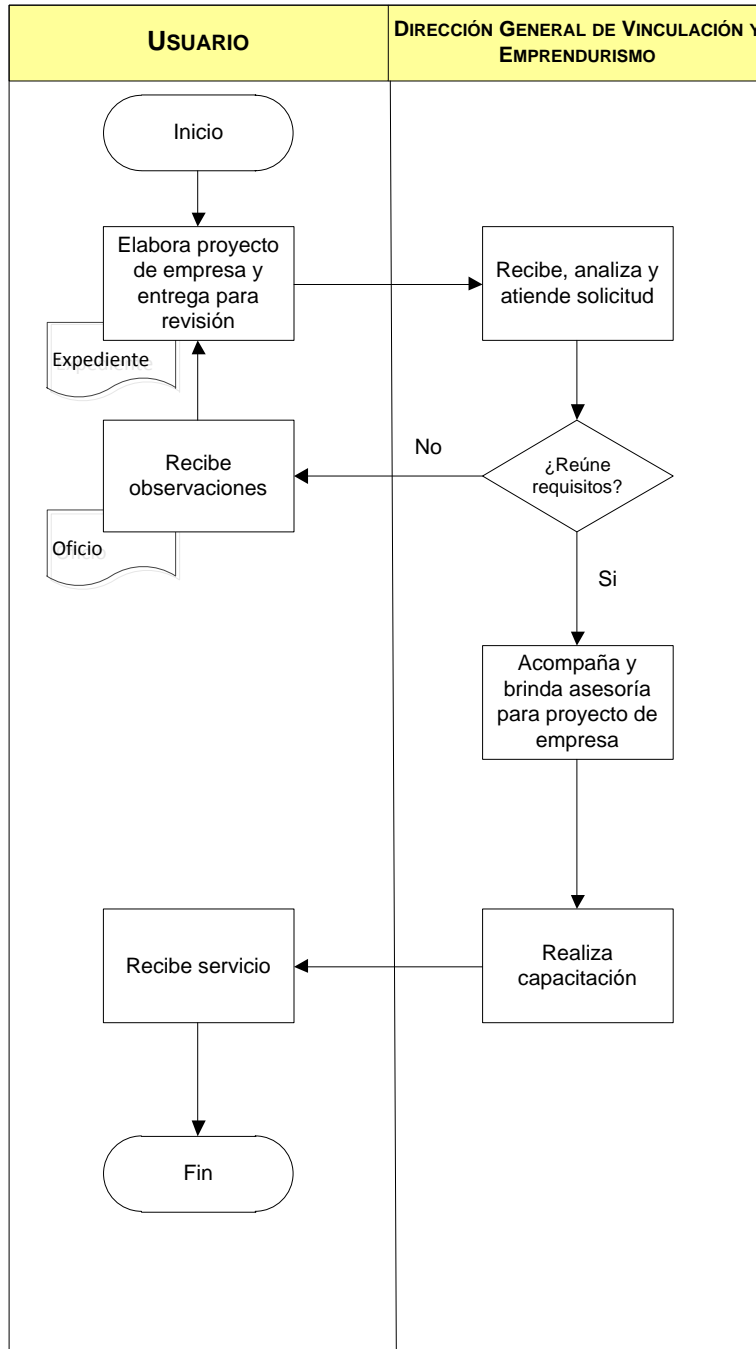 USUARIO
DIRECCIÓN GENERAL DE VINCULACIÓN Y
EMPRENDURISMO
Inicio
Elabora proyecto
de empresa y
entrega para
revisión
Expediente
Recibe, analiza y
atiende solicitud
¿Reúne
requisitos?
No
Recibe
observaciones
Oficio
Si
Acompaña y
brinda asesoría
para proyecto de
empresa
Realiza
capacitación
Recibe servicio
Fin